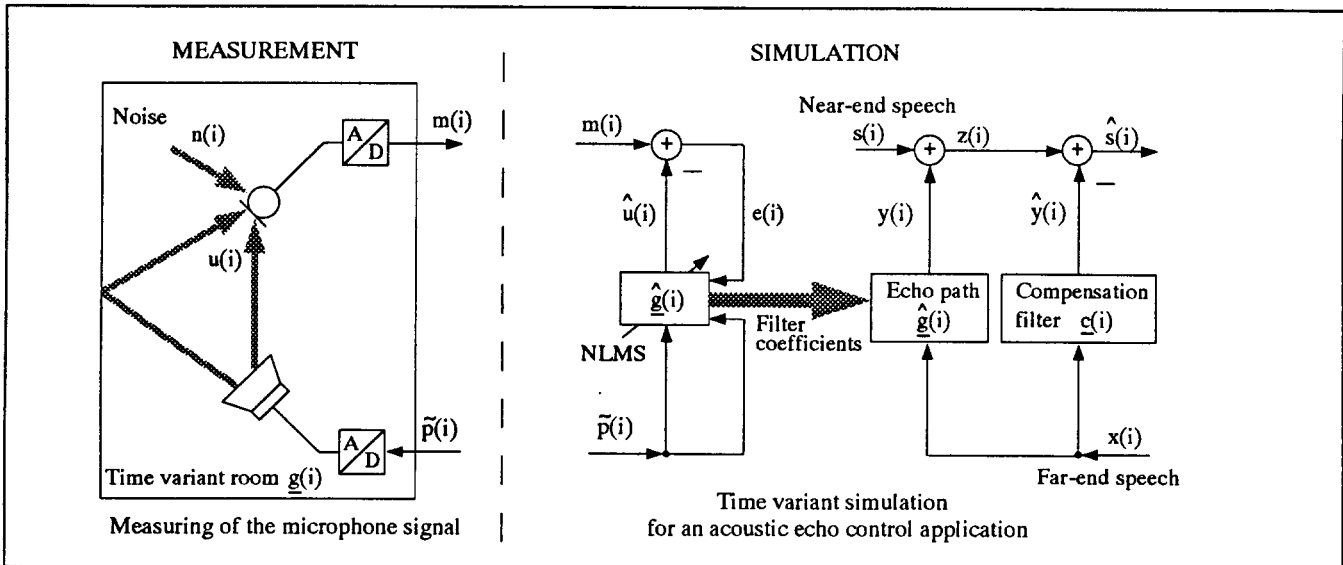 MEASUREMENT
Noise
n(i)
A
D
m(i)
u(i)
A
D
p̃(i)
Time variant room g̲(i)
Measuring of the microphone signal
SIMULATION
m(i)
+
−
û(i)
e(i)
ĝ̲(i)
NLMS
Filter
coefficients
p̃(i)
Near-end speech
s(i)
+
z(i)
+
ŝ(i)
−
y(i)
ŷ(i)
Echo path
ĝ̲(i)
Compensation
filter c̲(i)
x(i)
Far-end speech
Time variant simulation
for an acoustic echo control application